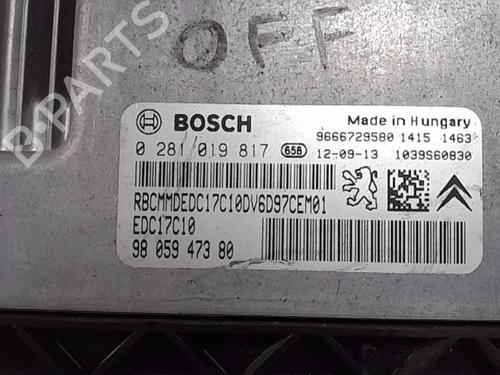 OFF
B-PARTS
BOSCH
Made in Hungary
9666729580 1415 1463
0 281 019 817 658 12-09-13 1039S60830
RBCMMDEDC17C10DV6D97CEM01
EDC17C10
98 059 473 80